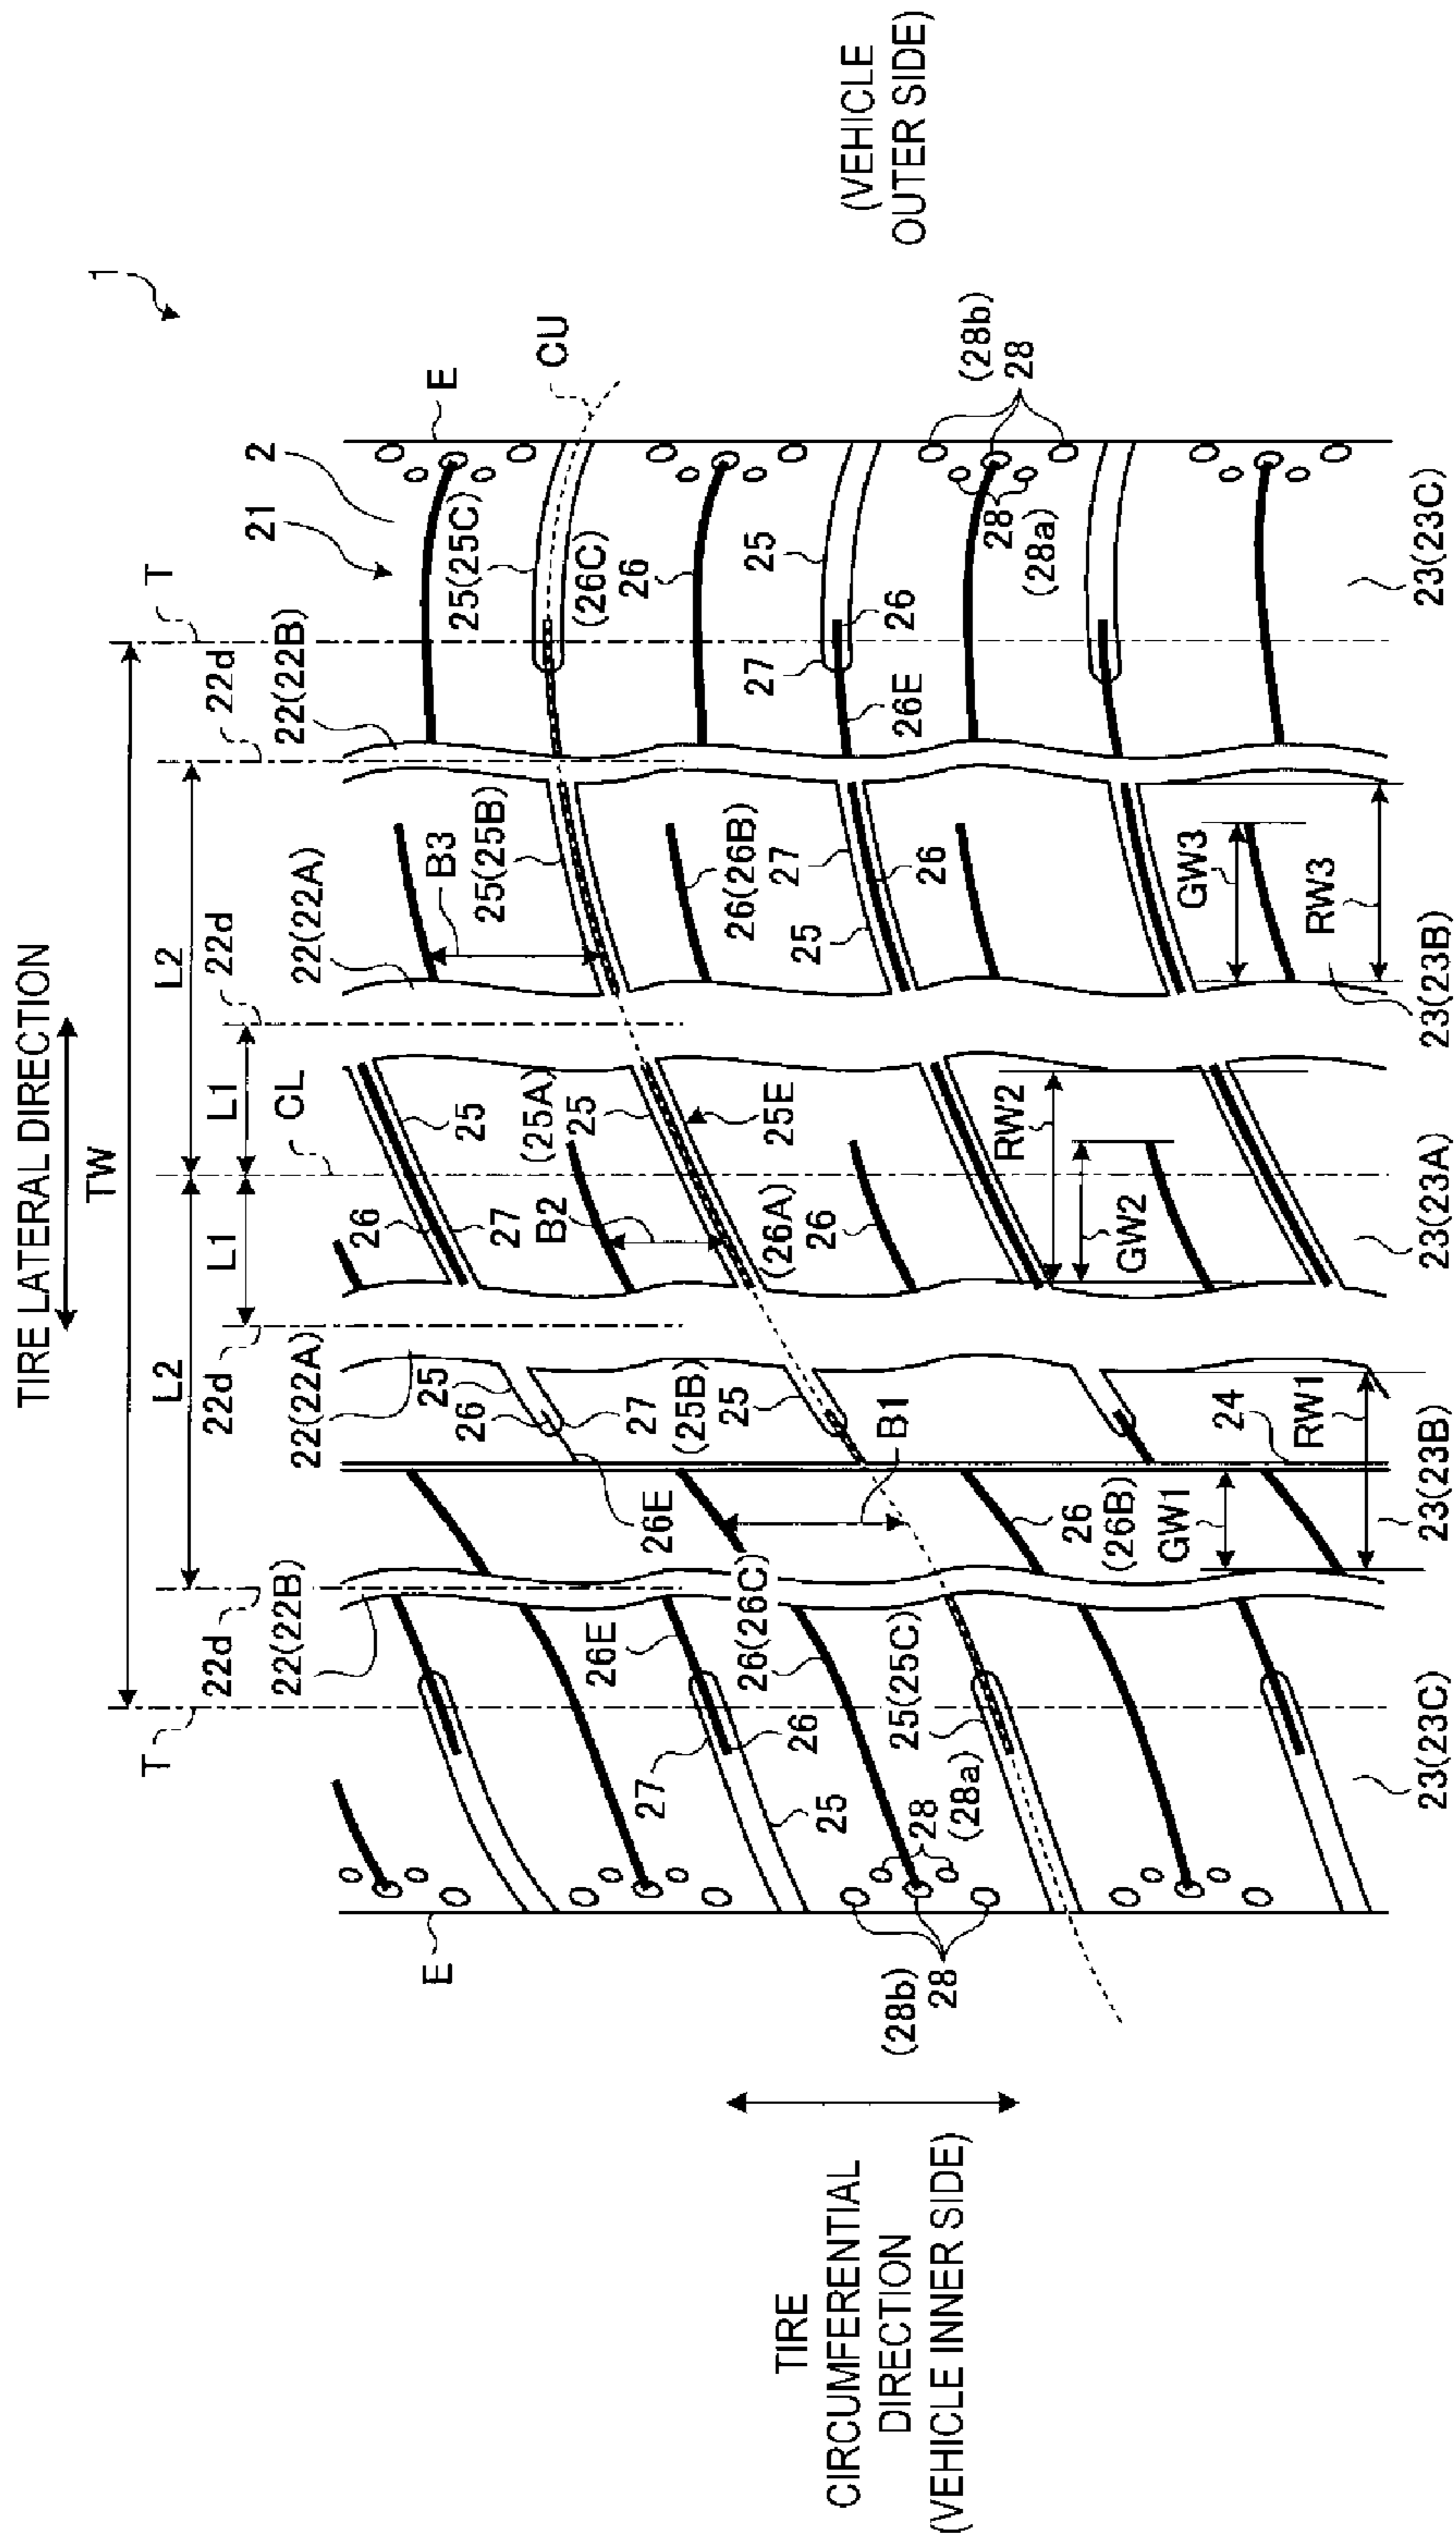 TIRE LATERAL DIRECTION
TW
L2
L2
L1
L1
T
22d
22(22B)
22d
22(22A)
CL
22d
22(22A)
22d
22(22B)
T
21
2
E
1
E
26E
26
25
27
26
25
27
B3
25(25B)
25(25C)
CU
(26C)
26
26E
27
25
(25B)
25
B2
(25A)
25
25E
26(26B)
27
25
26
27
26
26E
25
26
26(26C)
B1
(26A)
26
25
28
(28a)
(28b)
28
(28b)
28
28
(28a)
25(25C)
26
(26B)
GW1
24
RW1
RW2
GW2
GW3
RW3
23(23C)
23(23B)
23(23A)
23(23B)
23(23C)
TIRE
CIRCUMFERENTIAL
DIRECTION
(VEHICLE INNER SIDE)
(VEHICLE
OUTER SIDE)